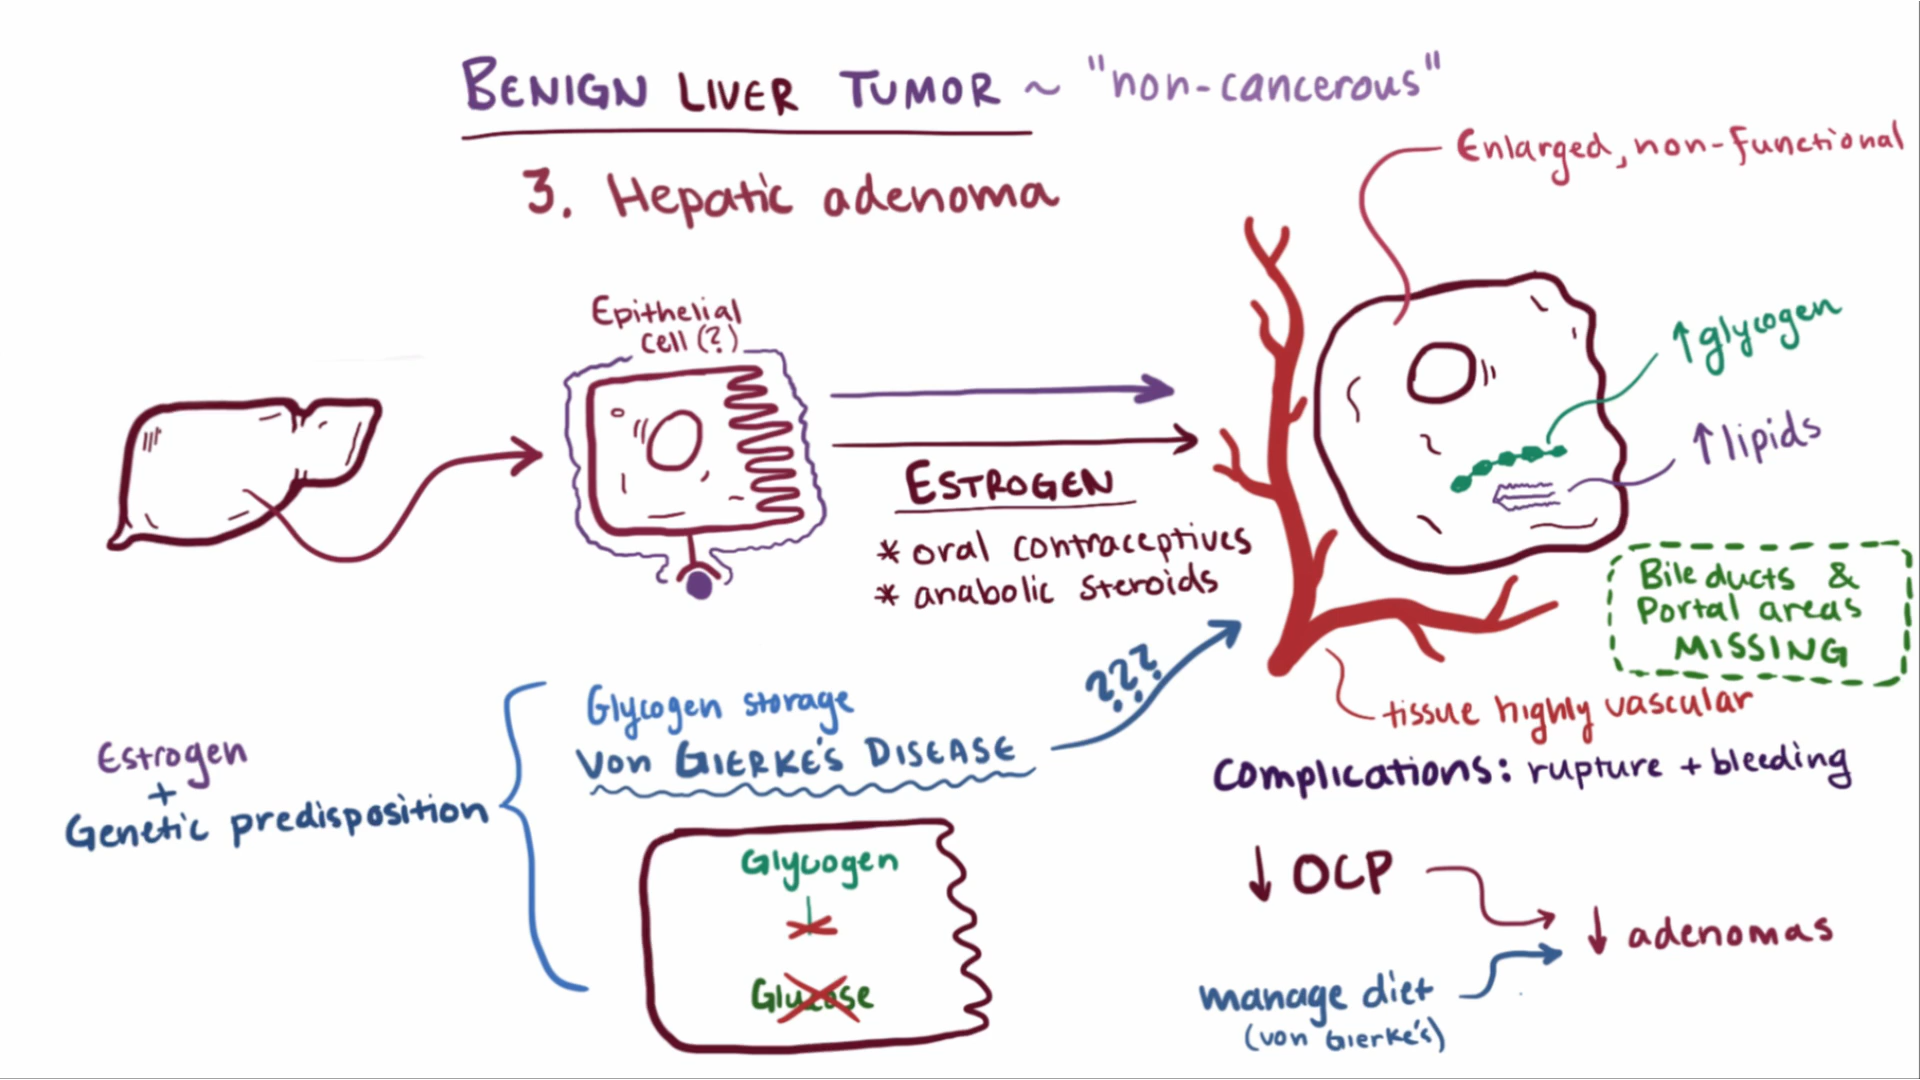 BENIGN LIVER TUMOR ~ "non-cancerous"
3. Hepatic adenoma
Enlarged, non-functional
Epithelial
cell (?)
↑ glycogen
↑ lipids
ESTROGEN
* oral contraceptives
* anabolic steroids
Bile ducts &
Portal areas
MISSING
???
tissue highly vascular
Complications: rupture + bleeding
Estrogen
+
Genetic predisposition
Glycogen storage
von GIERKE'S DISEASE
Glycogen
Glucose
↓ OCP
↓ adenomas
manage diet
(von Gierke's)